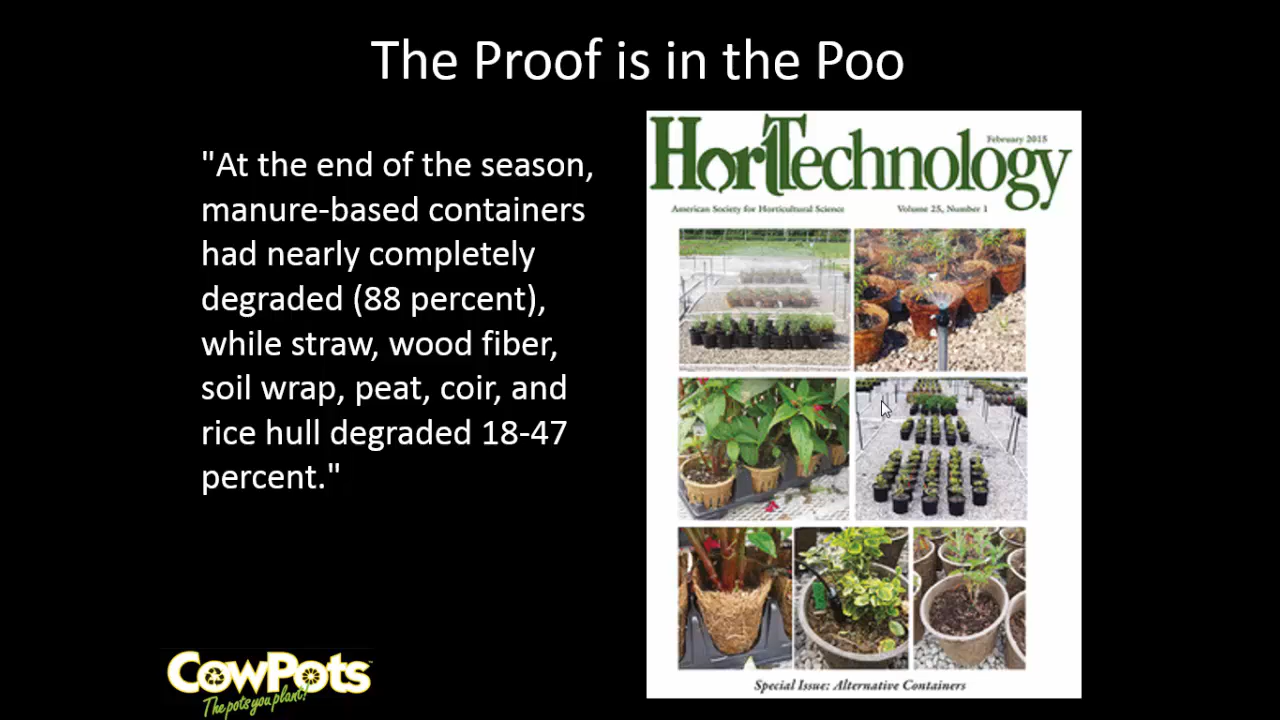 The Proof is in the Poo
"At the end of the season,
manure-based containers
had nearly completely
degraded (88 percent),
while straw, wood fiber,
soil wrap, peat, coir, and
rice hull degraded 18-47
percent."
HortTechnology
February 2015
American Society for Horticultural Science
Volume 25, Number 1
Special Issue: Alternative Containers
CowPots™
The pots you plant!